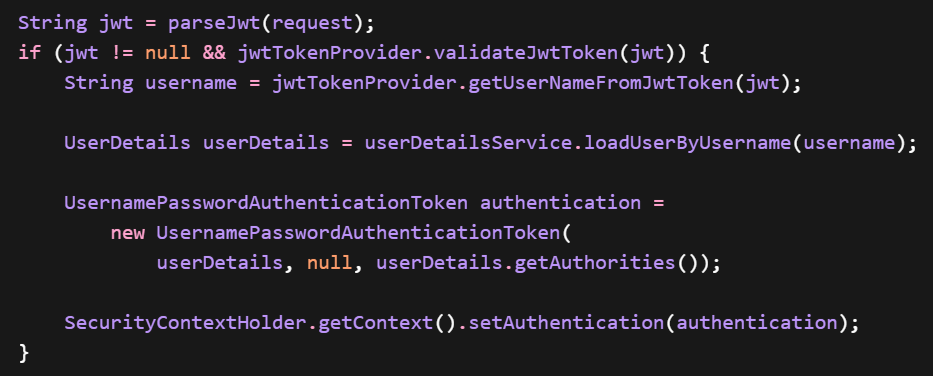 String jwt = parseJwt(request);
if (jwt != null && jwtTokenProvider.validateJwtToken(jwt)) {
    String username = jwtTokenProvider.getUserNameFromJwtToken(jwt);

    UserDetails userDetails = userDetailsService.loadUserByUsername(username);

    UsernamePasswordAuthenticationToken authentication =
        new UsernamePasswordAuthenticationToken(
            userDetails, null, userDetails.getAuthorities());

    SecurityContextHolder.getContext().setAuthentication(authentication);
}